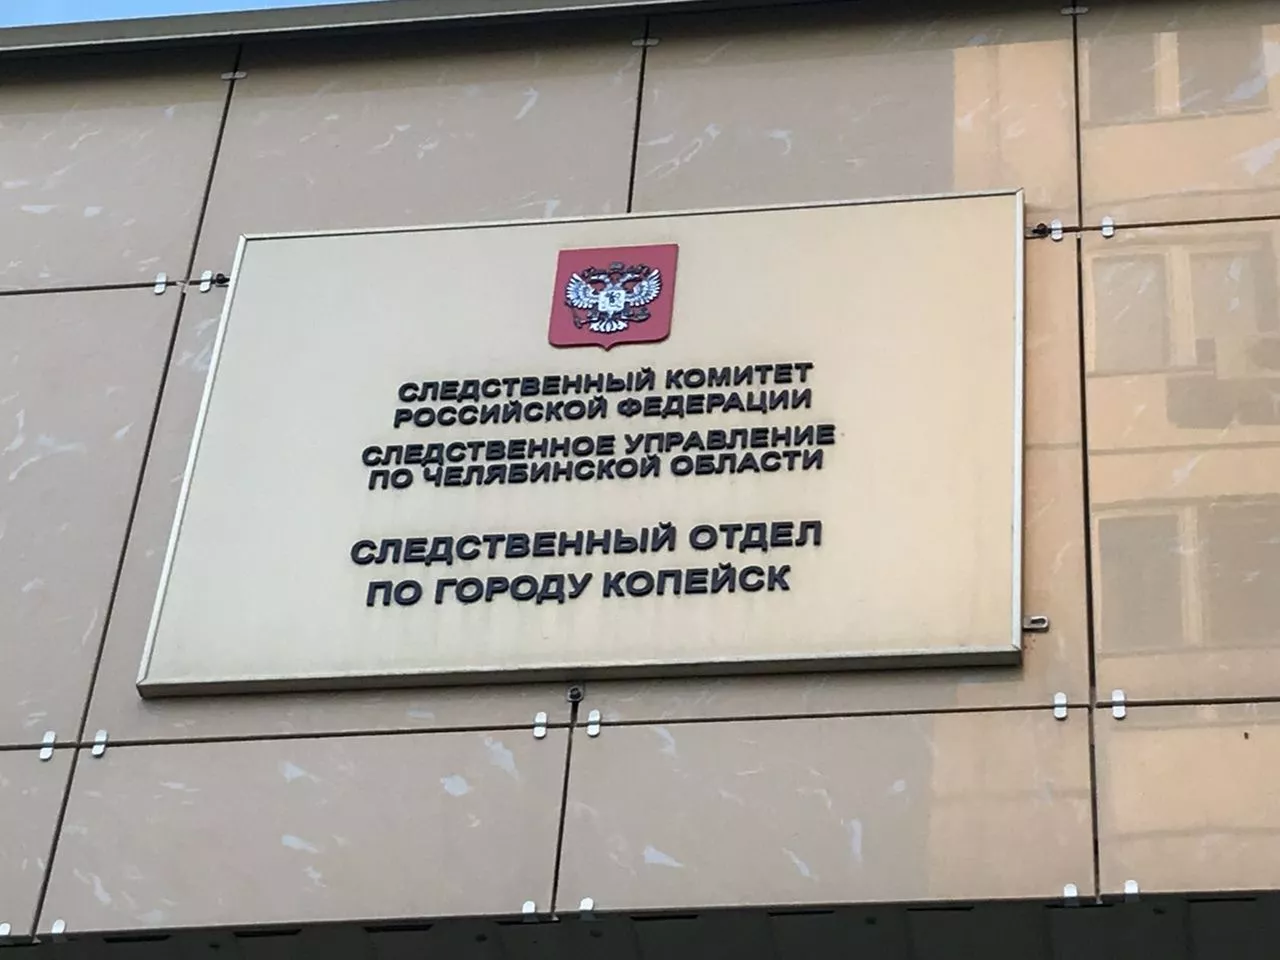 СЛЕДСТВЕННЫЙ КОМИТЕТ
РОССИЙСКОЙ ФЕДЕРАЦИИ
СЛЕДСТВЕННОЕ УПРАВЛЕНИЕ
ПО ЧЕЛЯБИНСКОЙ ОБЛАСТИ
СЛЕДСТВЕННЫЙ ОТДЕЛ
ПО ГОРОДУ КОПЕЙСК